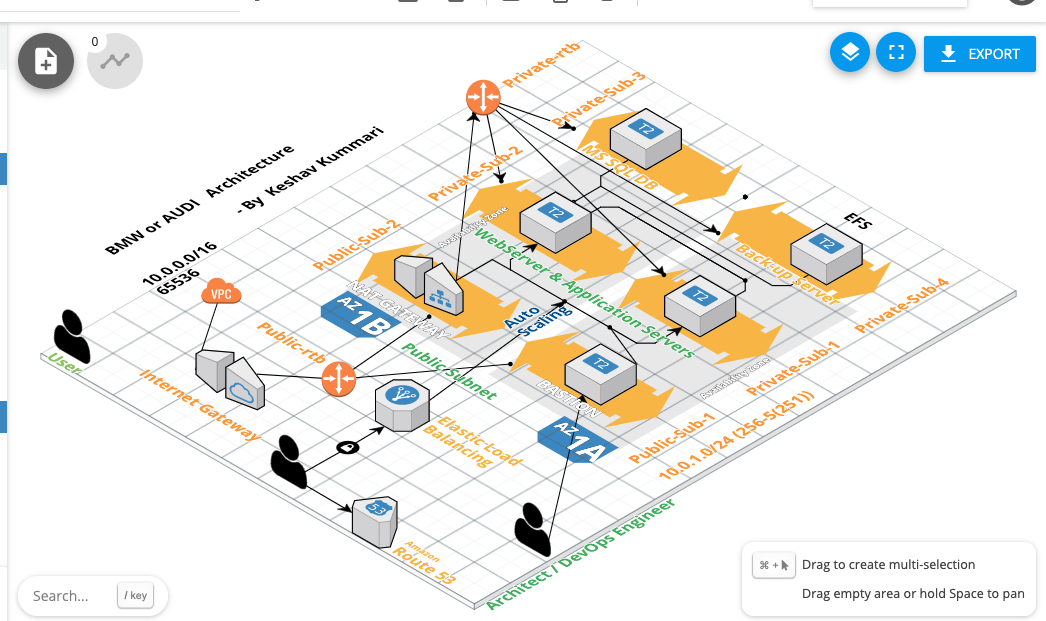 0
EXPORT
Private-rtb
Private-Sub-3
T2
MS SQL DB
BMW or AUDI Architecture
- By Keshav Kummari
Private-Sub-2
Availability Zone
T2
WebServer & Application Servers
EFS
T2
Back-up Server
Public-Sub-2
10.0.0.0/16
65536
VPC
NAT GATEWAY
AZ
1B
Auto
Scaling
T2
Private-Sub-4
User
Public-rtb
Public-Subnet
T2
BASTION
Availability Zone
Private-Sub-1
Internet Gateway
Elastic Load
Balancing
AZ
1A
Public-Sub-1
10.0.1.0/24 (256-5(251))
53
Amazon
Route 53
Architect / DevOps Engineer
⌘ + Drag to create multi-selection
Drag empty area or hold Space to pan
Search... / key